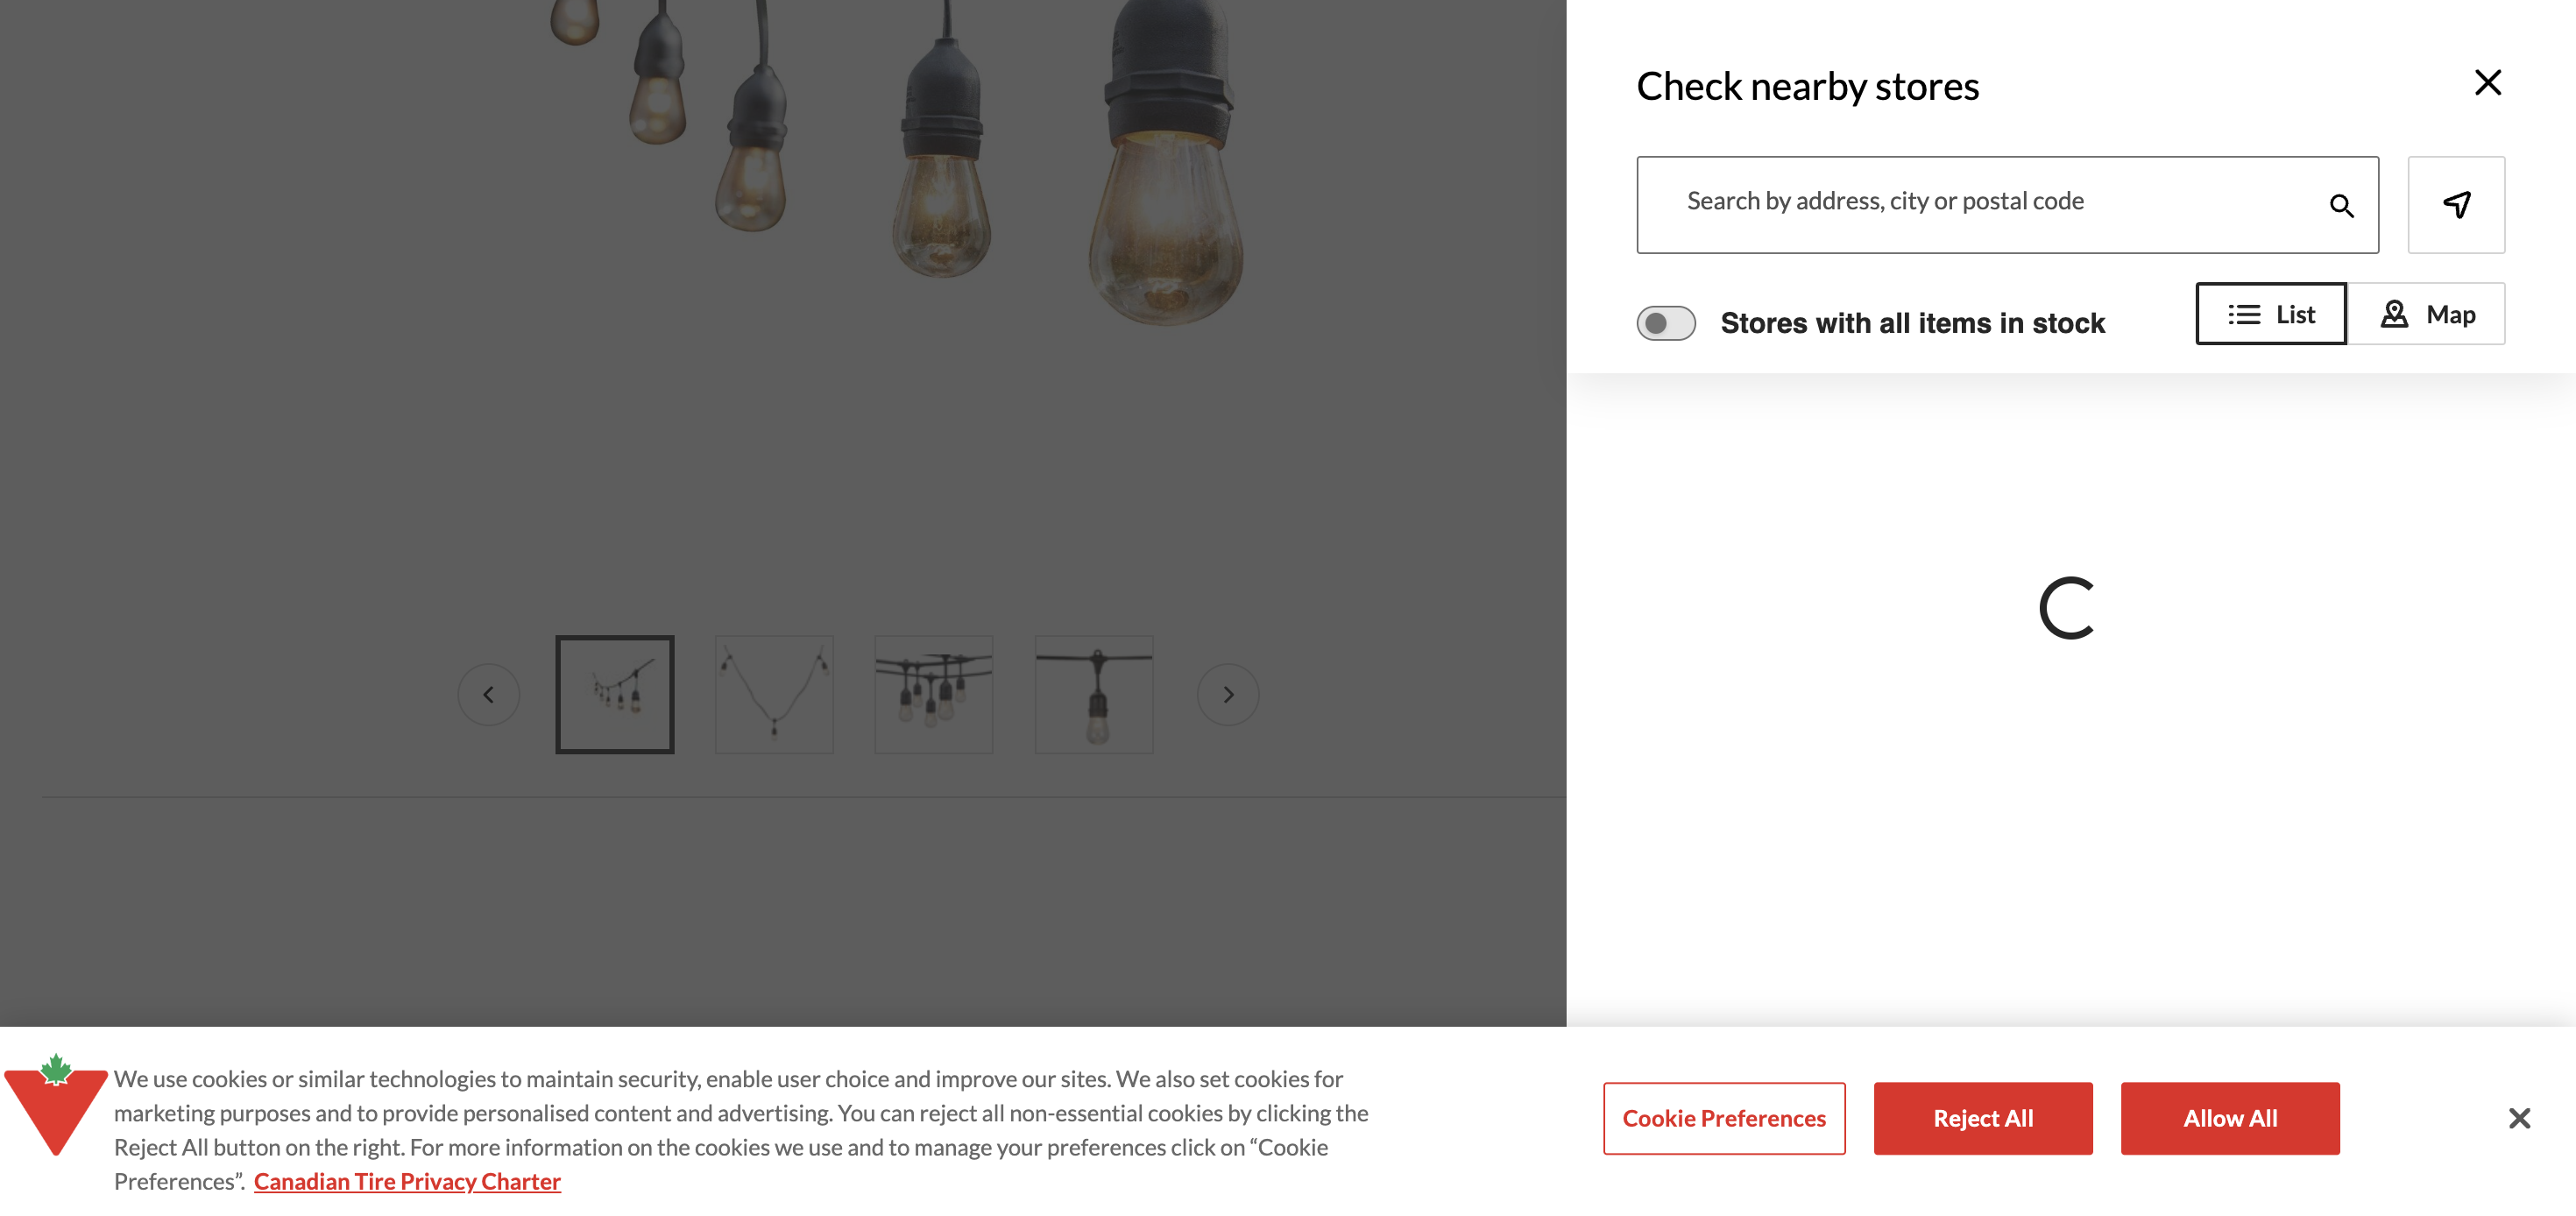 Check nearby stores
Search by address, city or postal code
Stores with all items in stock
List
Map
We use cookies or similar technologies to maintain security, enable user choice and improve our sites. We also set cookies for
marketing purposes and to provide personalised content and advertising. You can reject all non-essential cookies by clicking the
Reject All button on the right. For more information on the cookies we use and to manage your preferences click on “Cookie
Preferences”. Canadian Tire Privacy Charter
Cookie Preferences
Reject All
Allow All